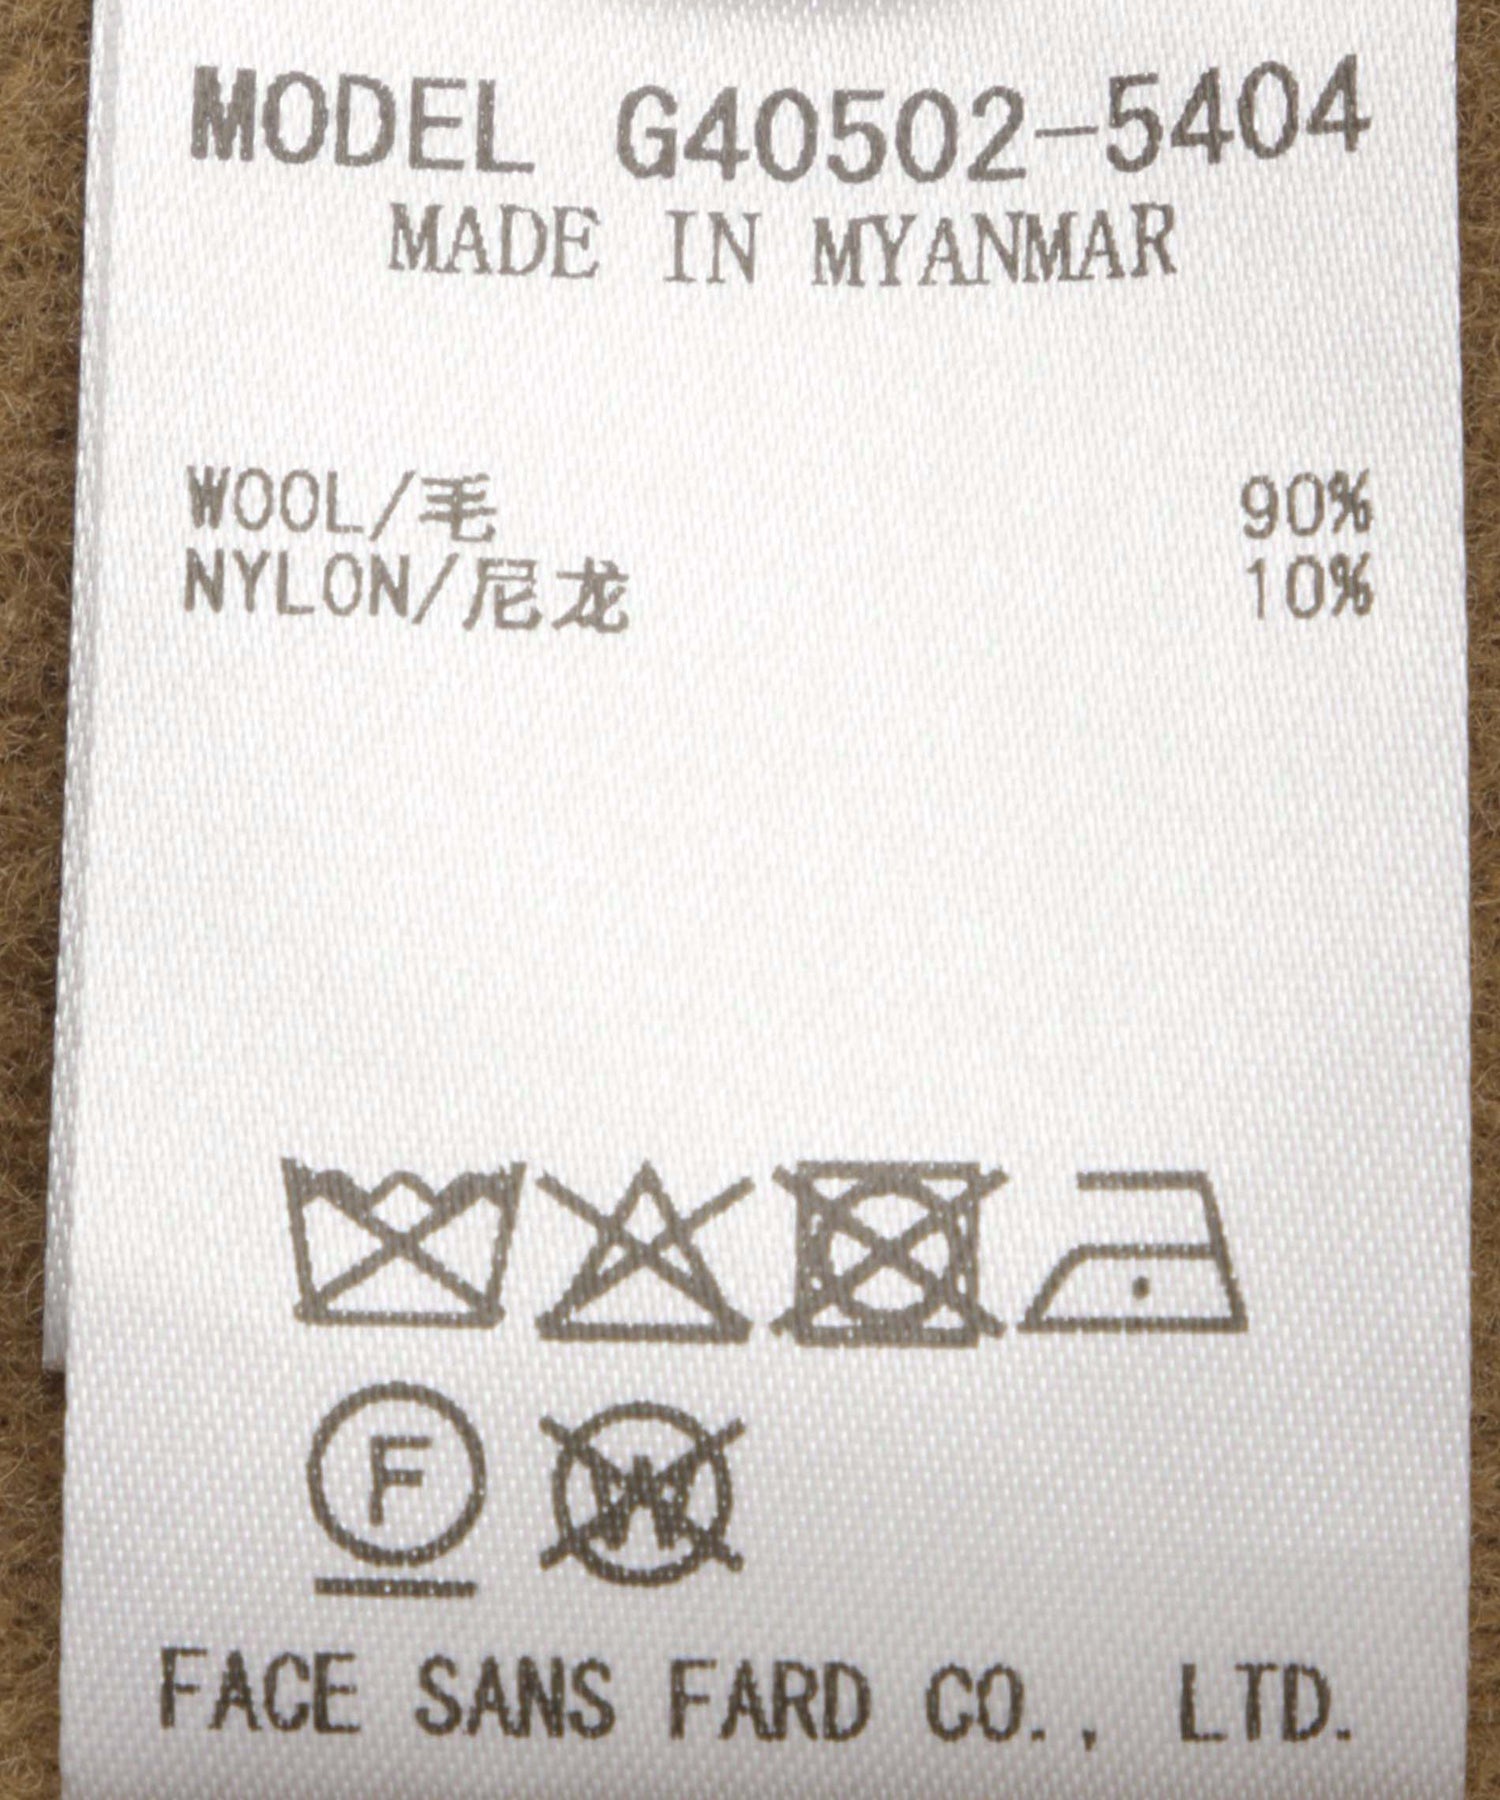 MODEL G40502-5404
MADE IN MYANMAR
WOOL/毛 90%
NYLON/尼龙 10%
F W
FACE SANS FARD CO., LTD.